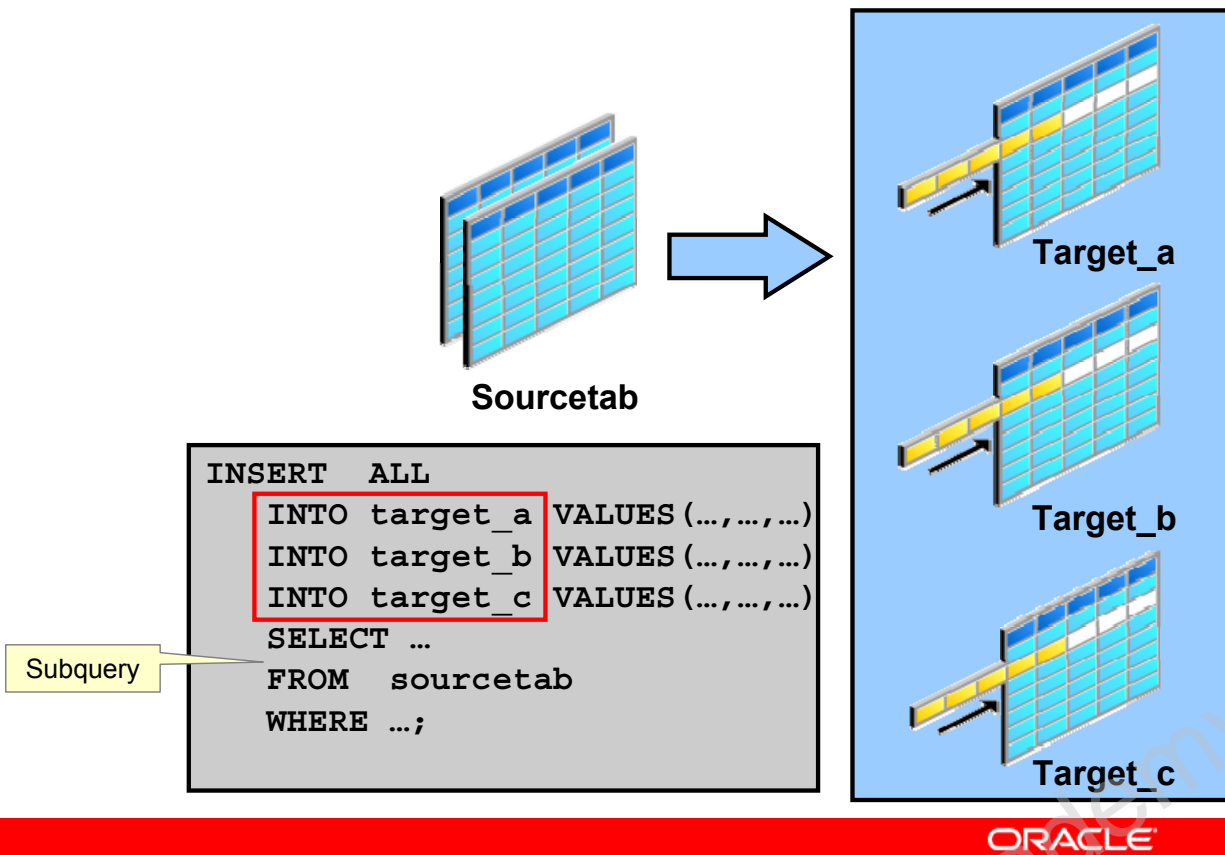 Target_a
Sourcetab
Target_b
INSERT ALL
INTO target_a VALUES(…,…,…)
INTO target_b VALUES(…,…,…)
INTO target_c VALUES(…,…,…)
SELECT …
FROM sourcetab
WHERE …;
Subquery
Target_c
ORACLE